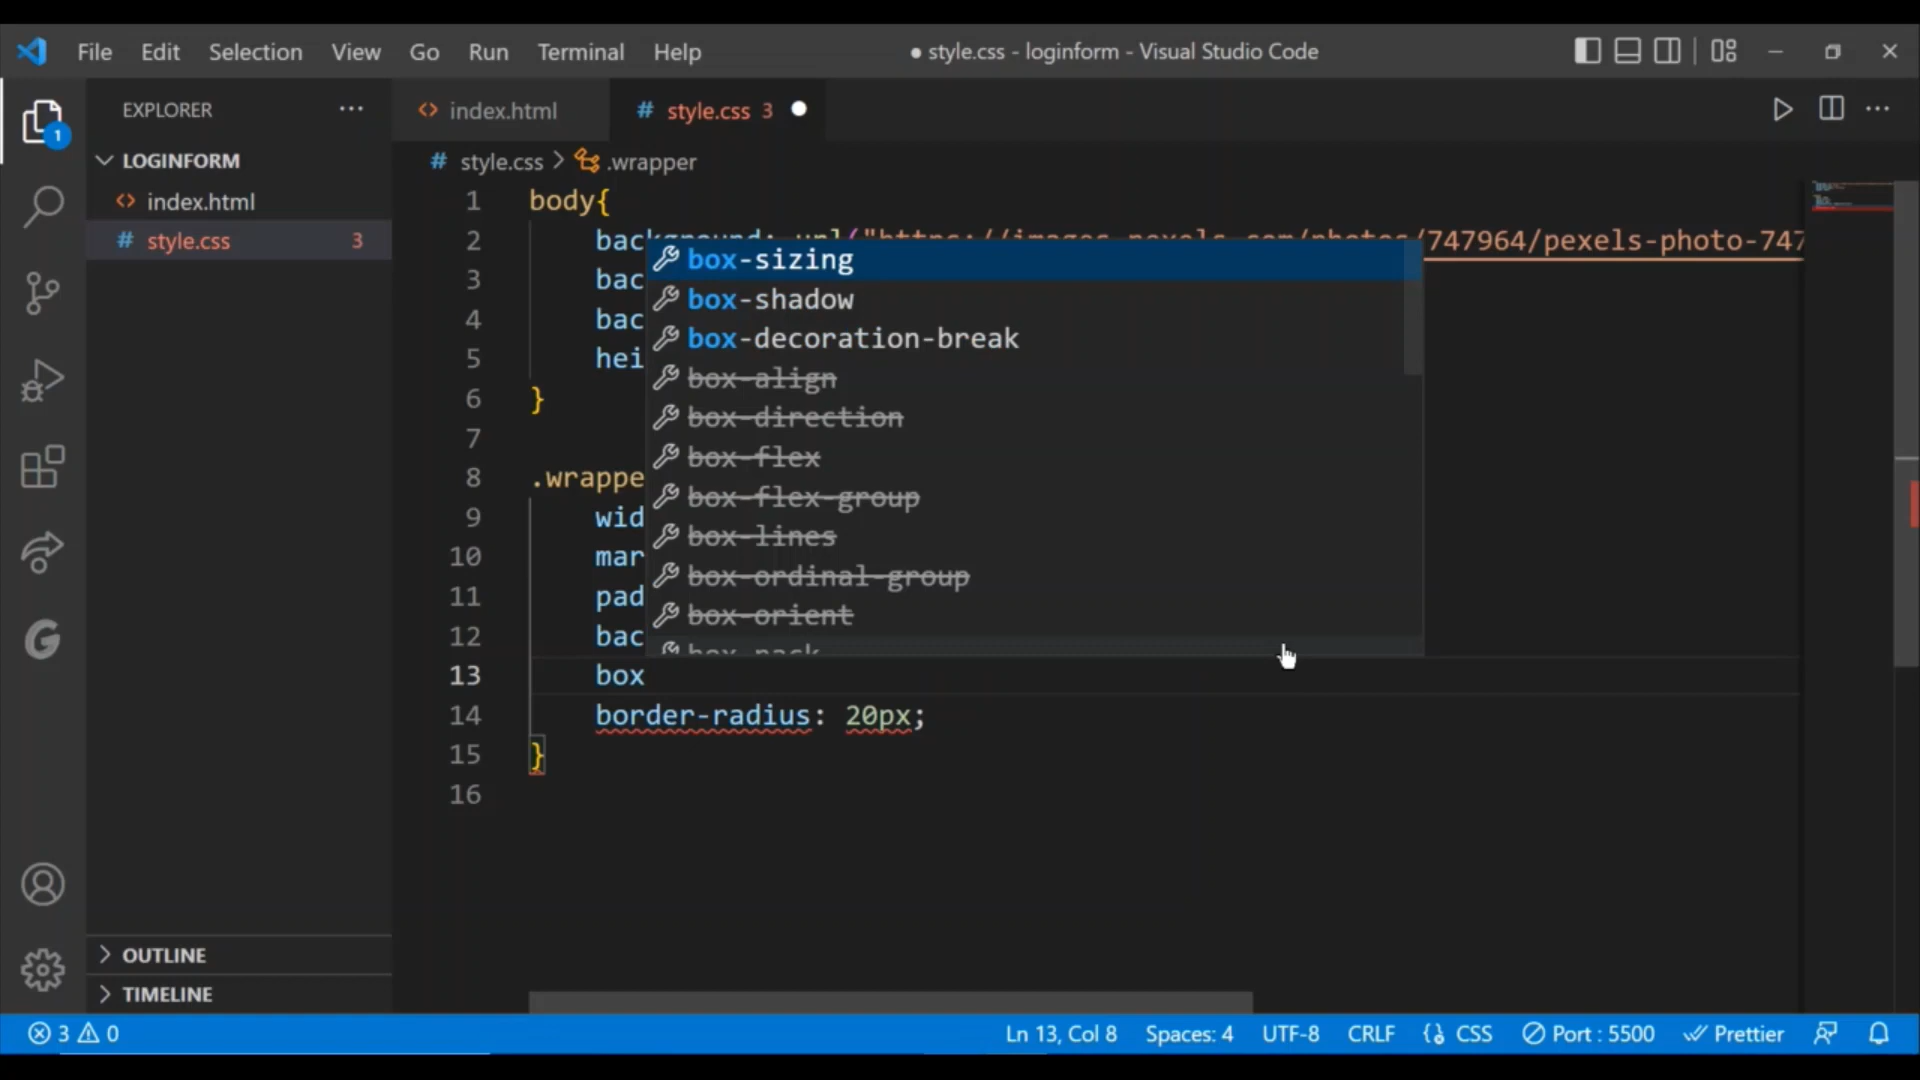 File Edit Selection View Go Run Terminal Help ● style.css - loginform - Visual Studio Code
EXPLORER ··· <> index.html # style.css 3 ●
1
LOGINFORM
# style.css > .wrapper
<> index.html
# style.css 3
1 body{
2 background: url("https://images.pexels.com/photos/747964/pexels-photo-747
box-sizing
3 bac
box-shadow
4 bac
box-decoration-break
5 hei
box-align
6 }
box-direction
7
box-flex
8 .wrappe
box-flex-group
9 wid
box-lines
10 mar
box-ordinal-group
11 pad
box-orient
12 bac
box-pack
13 box
14 border-radius: 20px;
15 }
16
OUTLINE
TIMELINE
3 0 Ln 13, Col 8 Spaces: 4 UTF-8 CRLF {} CSS Port : 5500 Prettier